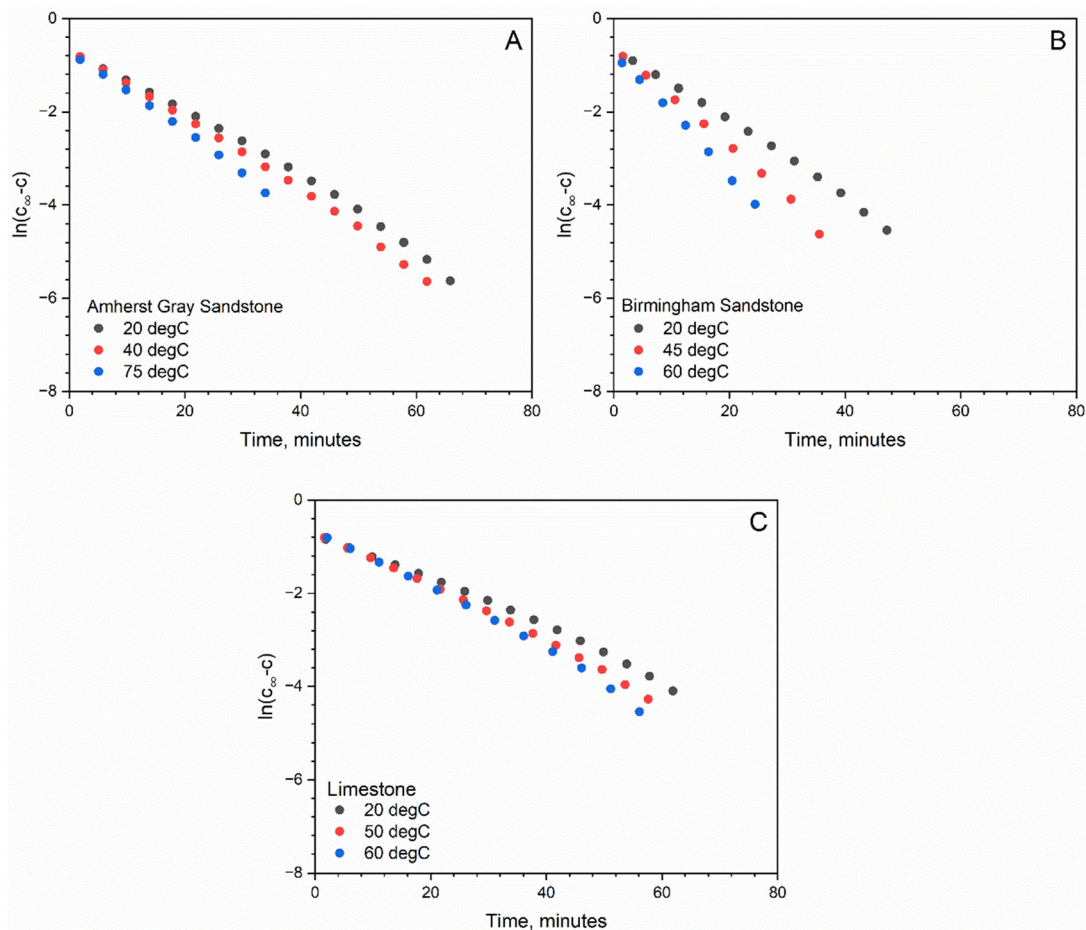 A
ln(c∞-c)
0
−2
−4
−6
−8
Amherst Gray Sandstone
20 degC
40 degC
75 degC
0 20 40 60 80
Time, minutes
B
ln(c∞-c)
0
−2
−4
−6
−8
Birmingham Sandstone
20 degC
45 degC
60 degC
0 20 40 60 80
Time, minutes
C
ln(c∞-c)
0
−2
−4
−6
−8
Limestone
20 degC
50 degC
60 degC
0 20 40 60 80
Time, minutes